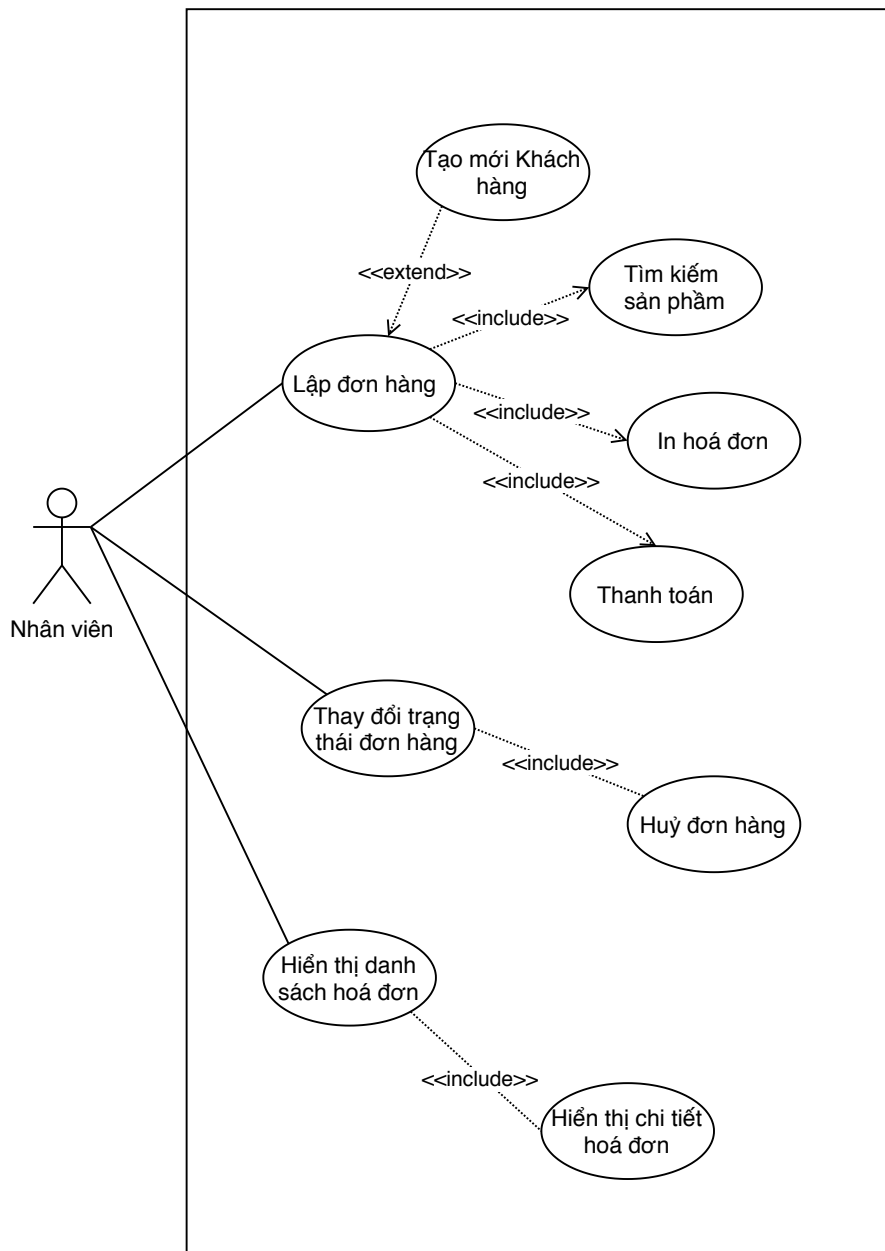 Tạo mới Khách
hàng
<<extend>>
Tìm kiếm
sản phầm
<<include>>
Lập đơn hàng
<<include>>
In hoá đơn
<<include>>
Thanh toán
Nhân viên
Thay đổi trạng
thái đơn hàng
<<include>>
Huỷ đơn hàng
Hiển thị danh
sách hoá đơn
<<include>>
Hiển thị chi tiết
hoá đơn